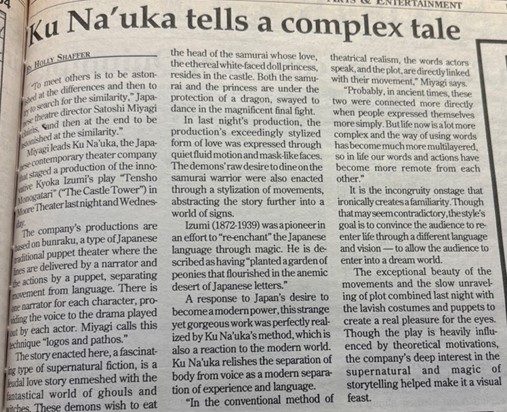 ENTERTAINMENT
Ku Na'uka tells a complex tale
By HOLLY SHAFFER
"To meet others is to aston-
at the differences and then to
to search for the similarity," Japa-
theatre director Satoshi Miyagi
"and then at the end to be
astonished at the similarity."
Miyagi leads Ku Na'uka, the Japa-
contemporary theater company
that staged a production of the inno-
Kyoka Izumi's play "Tensho
Monogatari" ("The Castle Tower") in
Moore Theater last night and Wednes-
day.
The company's productions are
based on bunraku, a type of Japanese
traditional puppet theater where the
lines are delivered by a narrator and
the actions by a puppet, separating
movement from language. There is
one narrator for each character, pro-
viding the voice to the drama played
out by each actor. Miyagi calls this
technique "logos and pathos."
The story enacted here, a fascinat-
ing type of supernatural fiction, is a
feudal love story enmeshed with the
fantastical world of ghouls and
witches. These demons wish to eat
the head of the samurai whose love,
the ethereal white-faced doll princess,
resides in the castle. Both the samu-
rai and the princess are under the
protection of a dragon, swayed to
dance in the magnificent final fight.
In last night's production, the
production's exceedingly stylized
form of love was expressed through
quiet fluid motion and mask-like faces.
The demons' raw desire to dine on the
samurai warrior were also enacted
through a stylization of movements,
abstracting the story further into a
world of signs.
Izumi (1872-1939) was a pioneer in
an effort to "re-enchant" the Japanese
language through magic. He is de-
scribed as having "planted a garden of
peonies that flourished in the anemic
desert of Japanese letters."
A response to Japan's desire to
become a modern power, this strange
yet gorgeous work was perfectly real-
ized by Ku Na'uka's method, which is
also a reaction to the modern world.
Ku Na'uka relishes the separation of
body from voice as a modern separa-
tion of experience and language.
"In the conventional method of
theatrical realism, the words actors
speak, and the plot, are directly linked
with their movement," Miyagi says.
"Probably, in ancient times, these
two were connected more directly
when people expressed themselves
more simply. But life now is a lot more
complex and the way of using words
has become much more multilayered,
so in life our words and actions have
become more remote from each
other."
It is the incongruity onstage that
ironically creates a familiarity. Though
that may seem contradictory, the style's
goal is to convince the audience to re-
enter life through a different language
and vision — to allow the audience to
enter into a dream world.
The exceptional beauty of the
movements and the slow unravel-
ing of plot combined last night with
the lavish costumes and puppets to
create a real pleasure for the eyes.
Though the play is heavily influ-
enced by theoretical motivations,
the company's deep interest in the
supernatural and magic of
storytelling helped make it a visual
feast.